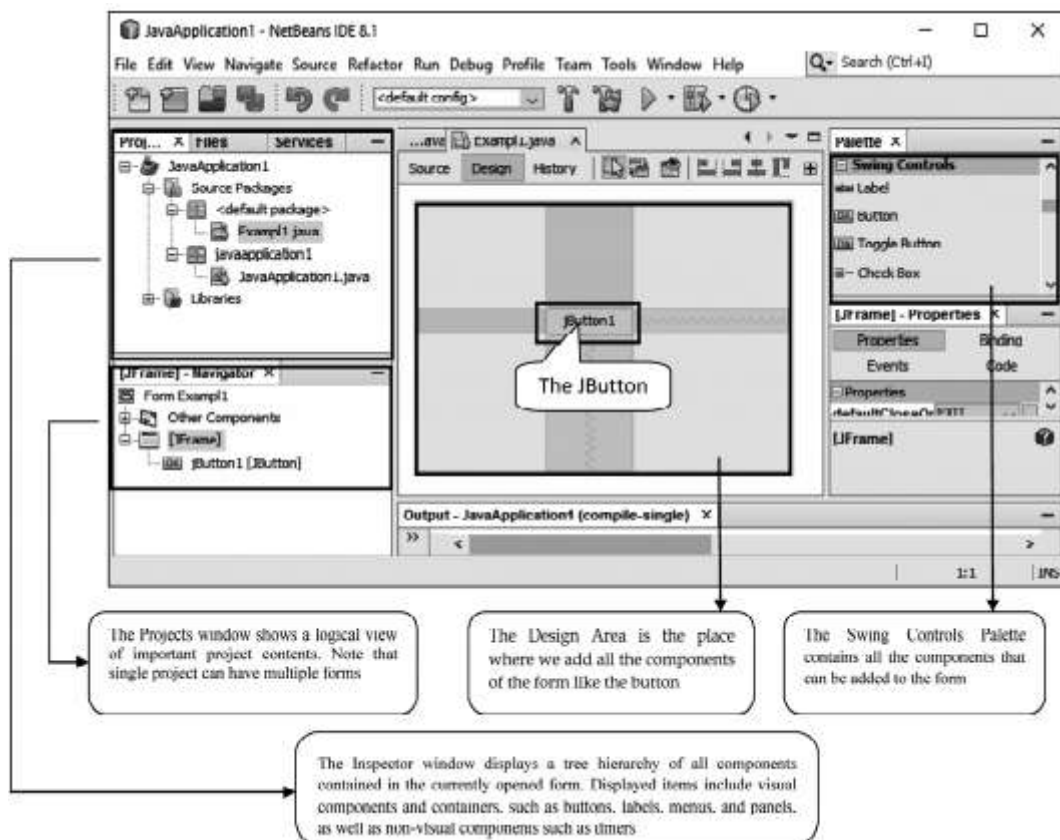 JavaApplication1 - NetBeans IDE 8.1
File Edit View Navigate Source Refactor Run Debug Profile Team Tools Window Help
Search (Ctrl+I)
<default config>
Proj... x Files Services
JavaApplication1
Source Packages
<default package>
Exampl1.java
javaapplication1
JavaApplication1.java
Libraries
[JFrame] - Navigator x
Form Exampl1
Other Components
[JFrame]
jButton1 [JButton]
...ava Exampl1.java x
Source Design History
jButton1
The JButton
Output - JavaApplication1 (compile-single) x
Palette x
Swing Controls
Label
Button
Toggle Button
Check Box
[JFrame] - Properties x
Properties Binding
Events Code
Properties
[JFrame]
1:1 INS
The Projects window shows a logical view
of important project contents. Note that
single project can have multiple forms
The Design Area is the place
where we add all the components
of the form like the button
The Swing Controls Palette
contains all the components that
can be added to the form
The Inspector window displays a tree hierarchy of all components
contained in the currently opened form. Displayed items include visual
components and containers, such as buttons, labels, menus, and panels,
as well as non-visual components such as timers